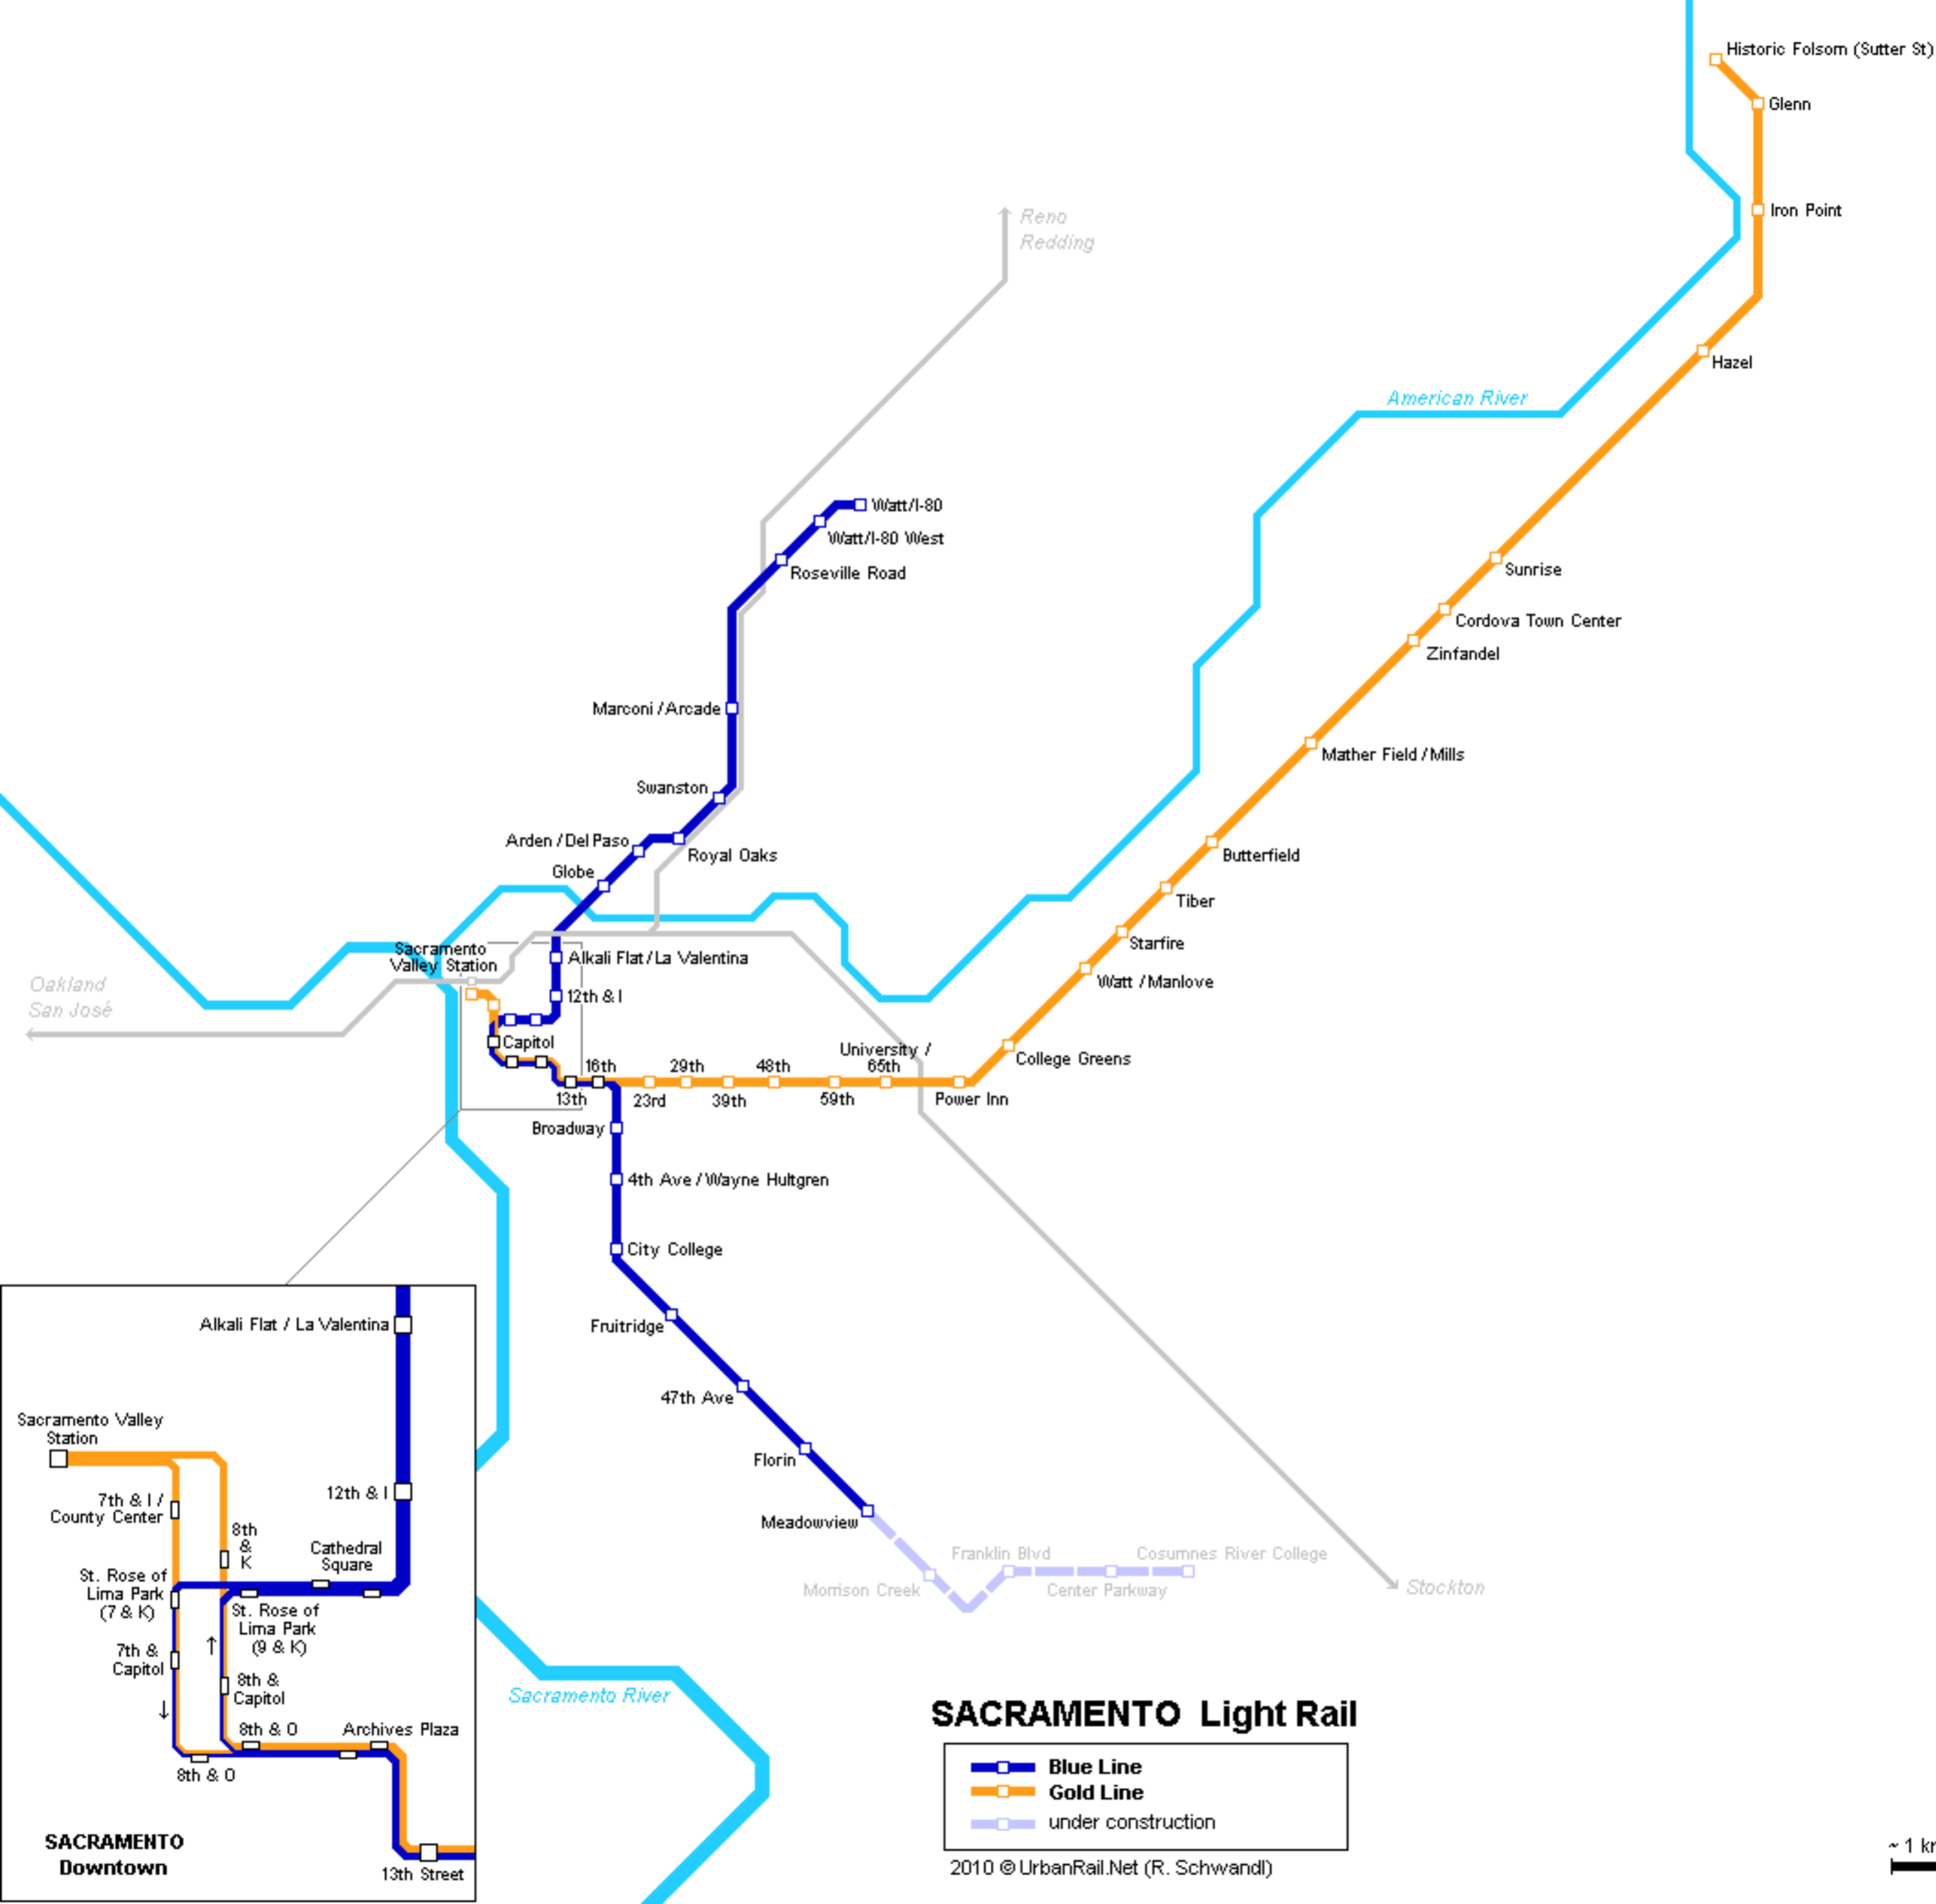 Historic Folsom (Sutter St)
Glenn
Iron Point
Reno
Redding
Hazel
American River
Watt/I-80
Watt/I-80 West
Roseville Road
Sunrise
Cordova Town Center
Zinfandel
Marconi / Arcade
Mather Field / Mills
Swanston
Arden / Del Paso
Royal Oaks
Butterfield
Globe
Tiber
Starfire
Sacramento
Valley Station
Alkali Flat / La Valentina
Watt / Manlove
Oakland
San José
12th & I
Capitol
University /
65th
College Greens
16th
29th
48th
13th
23rd
39th
59th
Power Inn
Broadway
4th Ave / Wayne Hultgren
City College
Fruitridge
47th Ave
Florin
Meadowview
Franklin Blvd
Cosumnes River College
Morrison Creek
Center Parkway
Stockton
Alkali Flat / La Valentina
Sacramento Valley
Station
12th & I
7th & I /
County Center
8th
&
K
Cathedral
Square
St. Rose of
Lima Park
(7 & K)
St. Rose of
Lima Park
(9 & K)
7th &
Capitol
8th &
Capitol
8th & O
Archives Plaza
8th & O
13th Street
SACRAMENTO
Downtown
Sacramento River
SACRAMENTO Light Rail
Blue Line
Gold Line
under construction
2010 © UrbanRail.Net (R. Schwandl)
~ 1 km